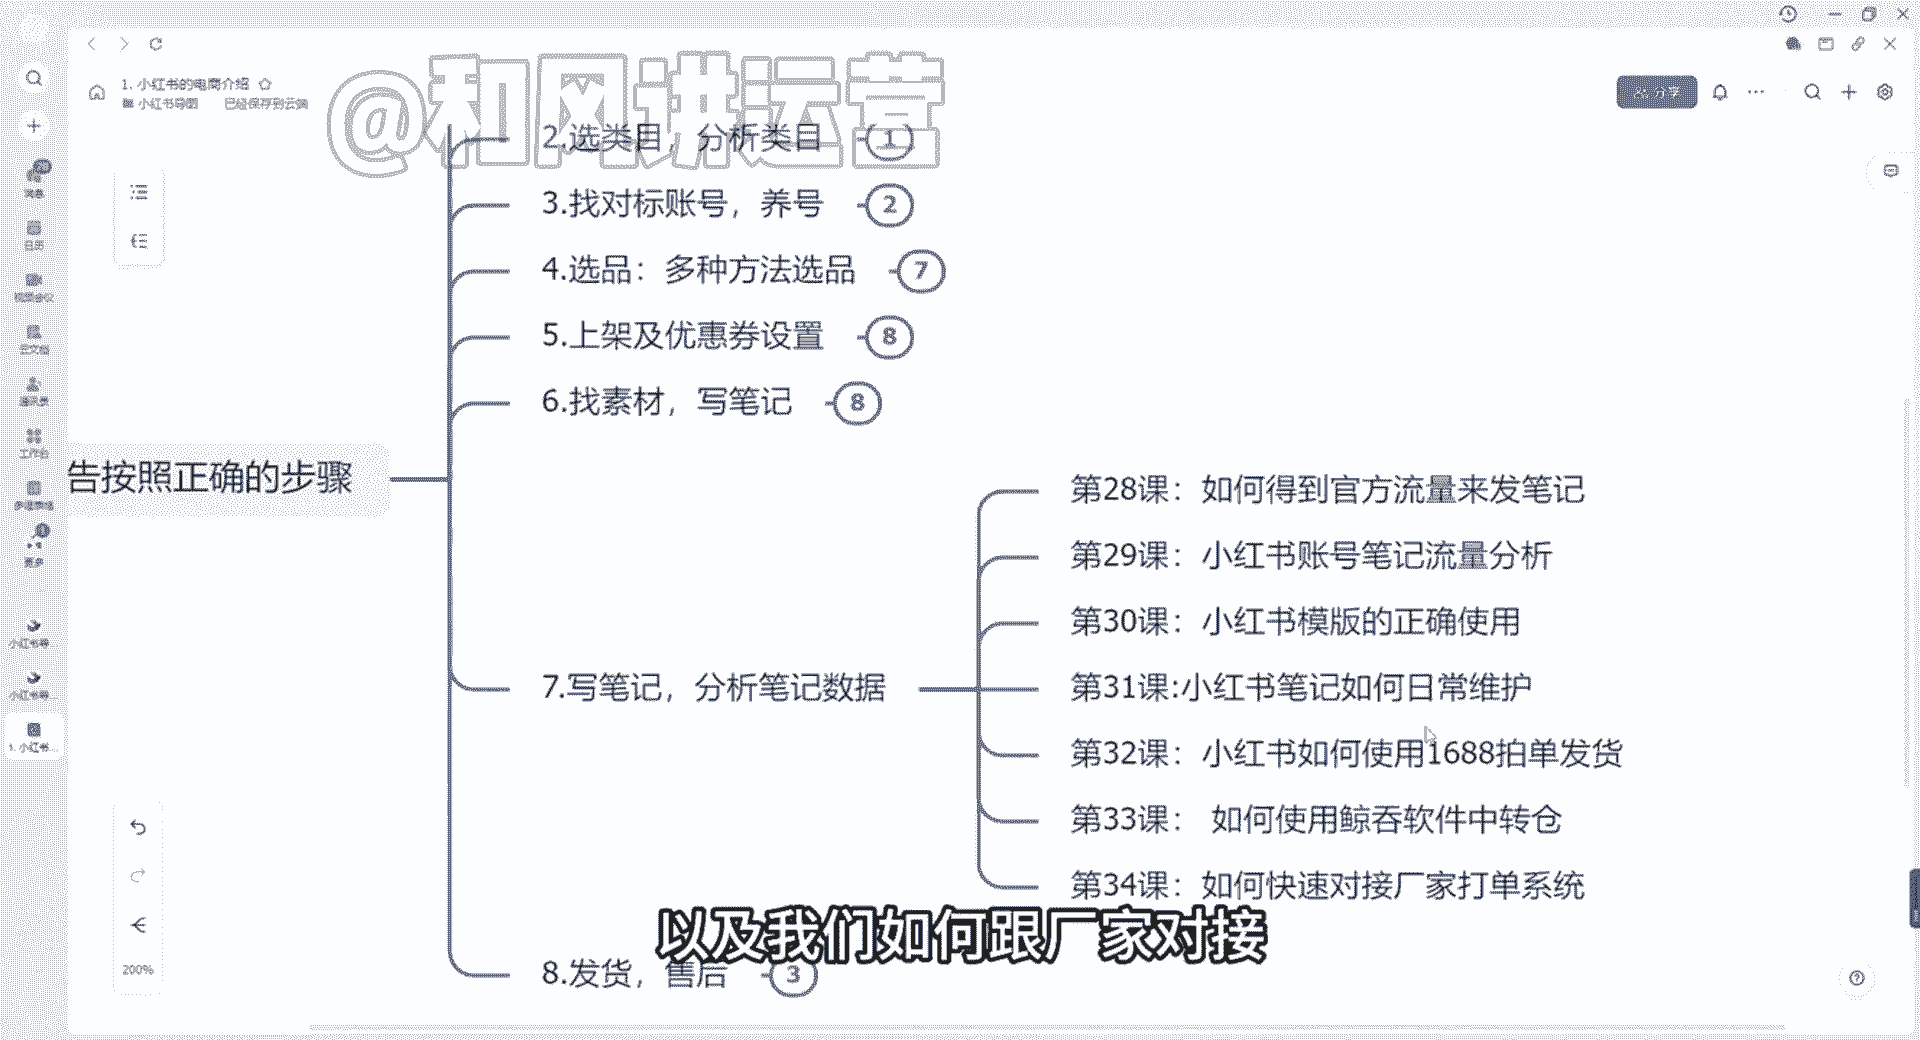 1. 小红书的电商介绍
小红书导图 已经保存到云端
@和风讲运营
分享
2.选类目，分析类目 1
3.找对标账号，养号 2
4.选品：多种方法选品 7
5.上架及优惠券设置 8
6.找素材，写笔记 8
告按照正确的步骤
第28课：如何得到官方流量来发笔记
第29课：小红书账号笔记流量分析
第30课：小红书模版的正确使用
7.写笔记，分析笔记数据
第31课:小红书笔记如何日常维护
第32课：小红书如何使用1688拍单发货
第33课： 如何使用鲸吞软件中转仓
第34课：如何快速对接厂家打单系统
以及我们如何跟厂家对接
8.发货，售后 3
消息
日历
视频会议
云文档
通讯录
工作台
更多
小红书导...
小红书导...
1. 小红书...
200%